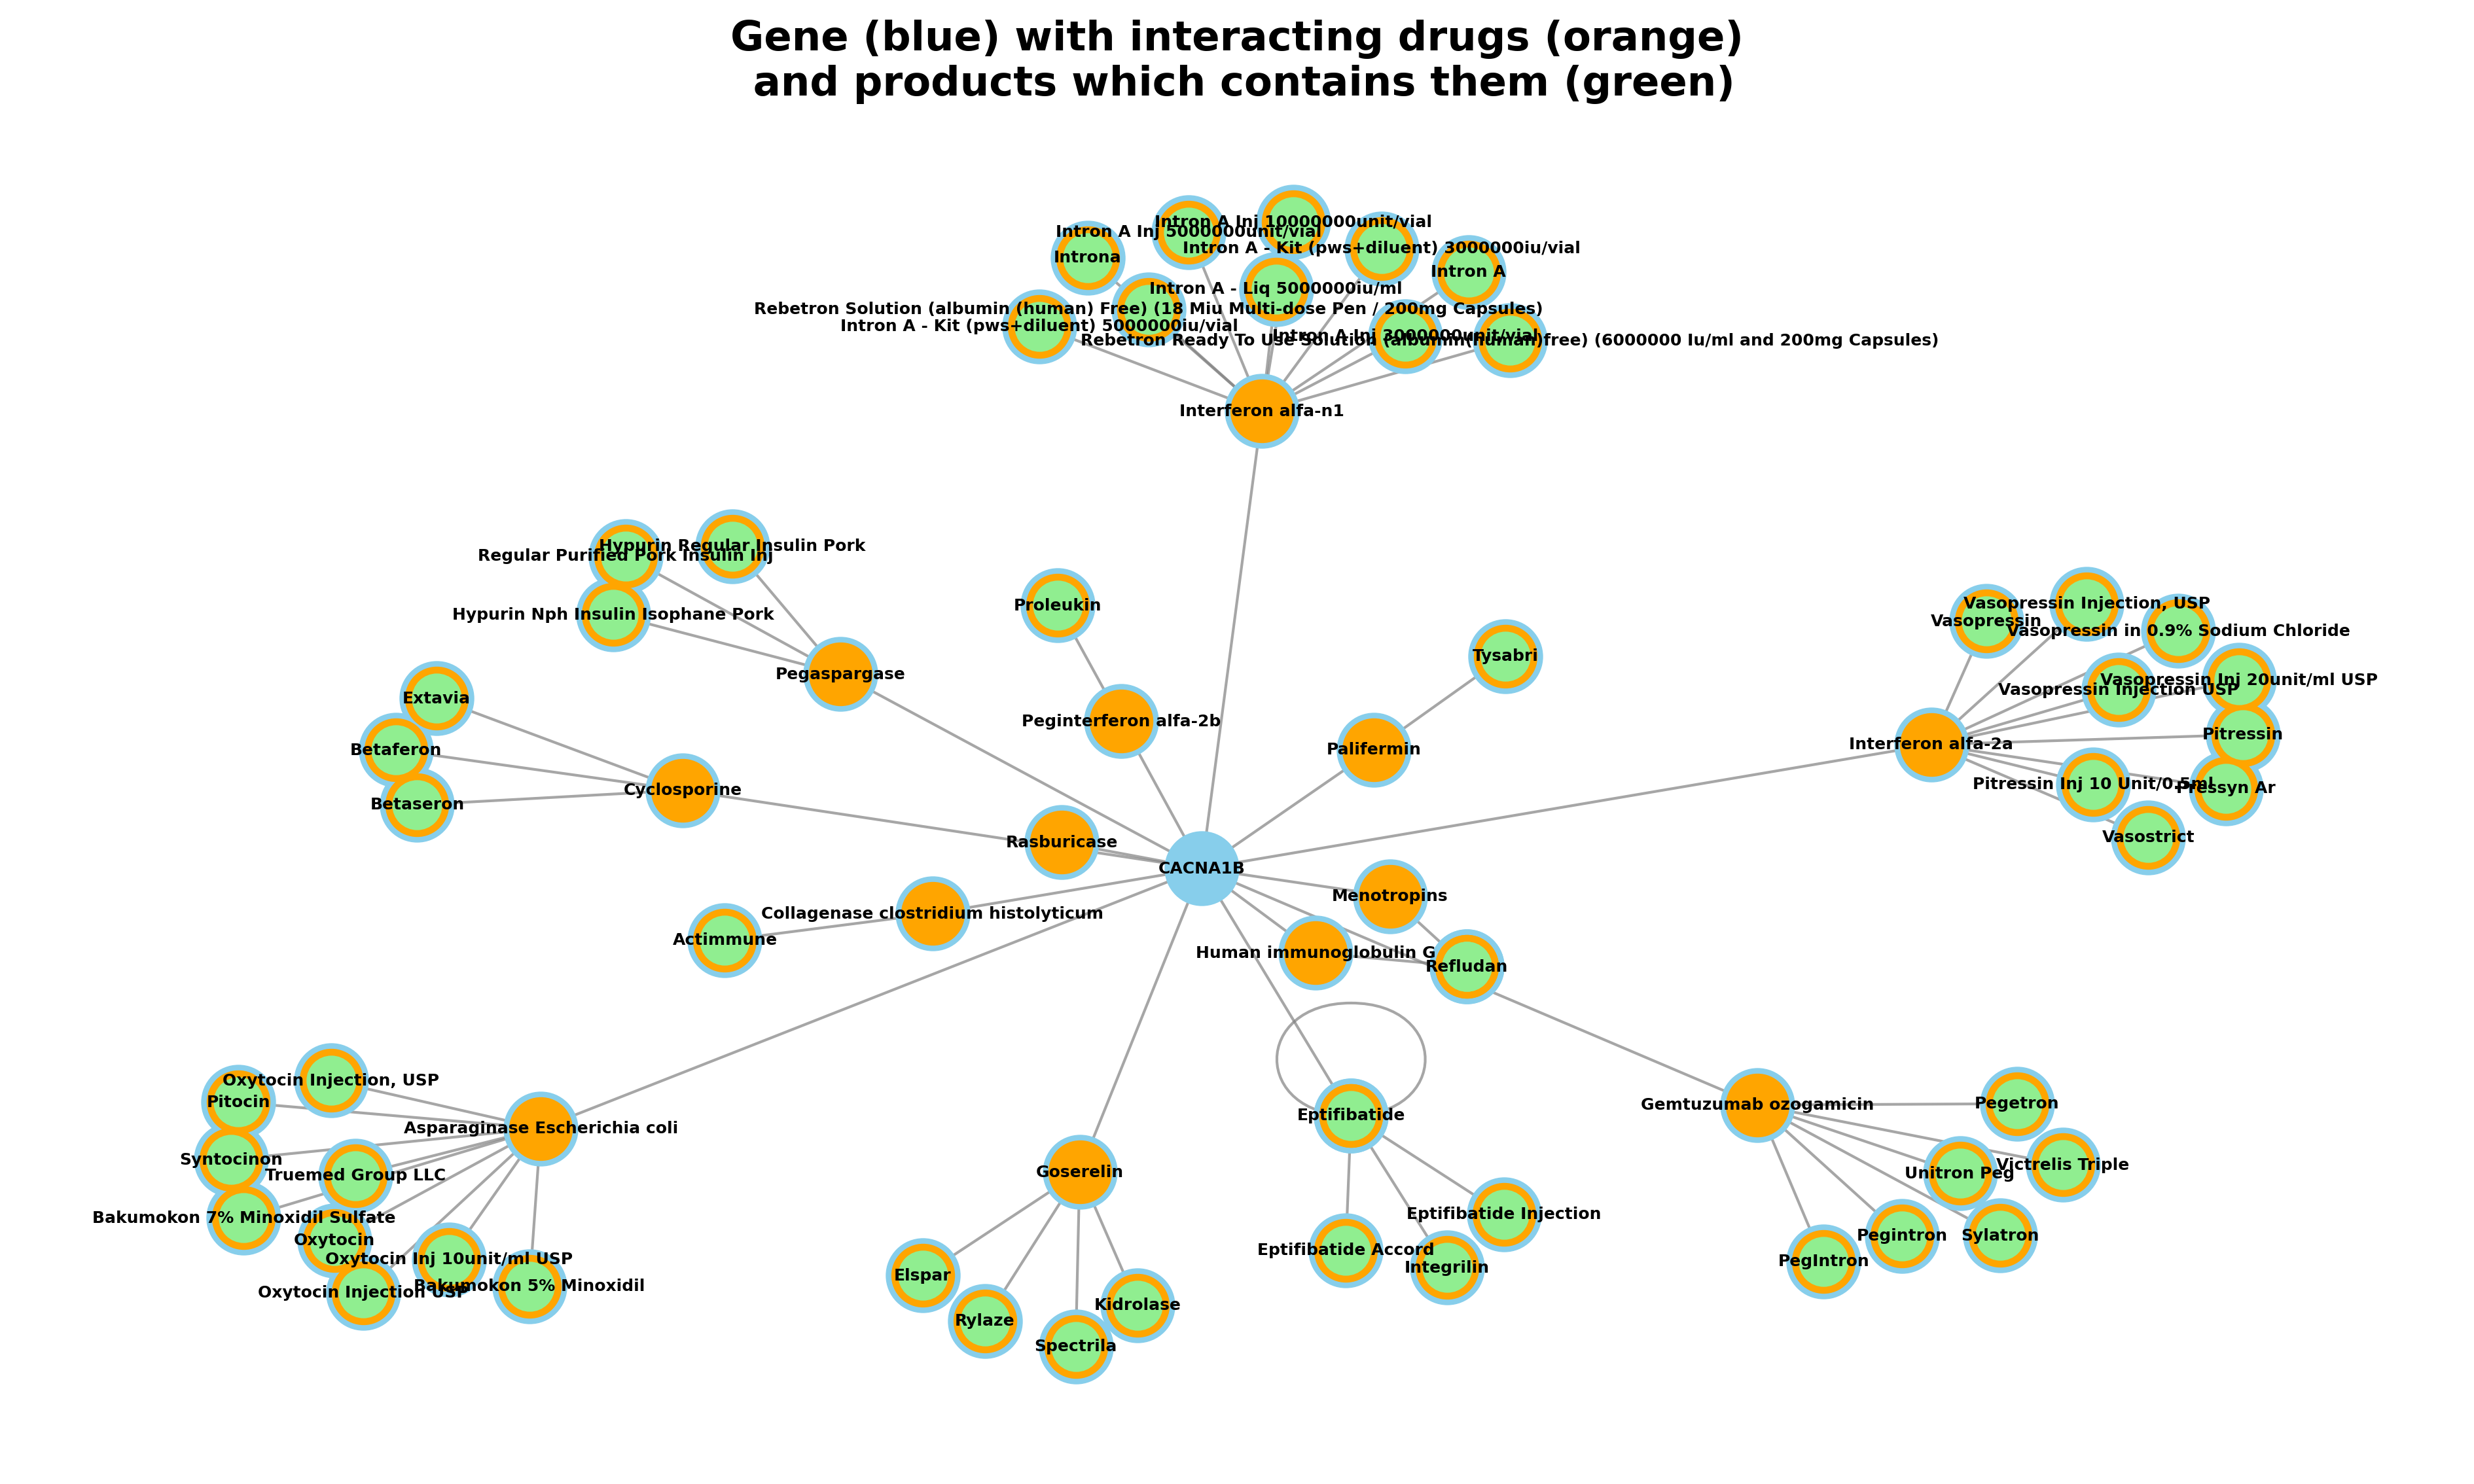 Gene (blue) with interacting drugs (orange)
and products which contains them (green)
Intron A Inj 10000000unit/vial
Intron A Inj 5000000unit/vial
Intron A - Kit (pws+diluent) 3000000iu/vial
Introna
Intron A
Intron A - Liq 5000000iu/ml
Rebetron Solution (albumin (human) Free) (18 Miu Multi-dose Pen / 200mg Capsules)
Intron A - Kit (pws+diluent) 5000000iu/vial
Intron A Inj 3000000unit/vial
Rebetron Ready To Use Solution (albumin(human)free) (6000000 Iu/ml and 200mg Capsules)
Interferon alfa-n1
Hypurin Regular Insulin Pork
Regular Purified Pork Insulin Inj
Hypurin Nph Insulin Isophane Pork
Proleukin
Vasopressin Injection, USP
Vasopressin
Vasopressin in 0.9% Sodium Chloride
Tysabri
Pegaspargase
Vasopressin Inj 20unit/ml USP
Vasopressin Injection USP
Extavia
Peginterferon alfa-2b
Pitressin
Interferon alfa-2a
Betaferon
Palifermin
Pitressin Inj 10 Unit/0.5ml
Pressyn Ar
Cyclosporine
Betaseron
Vasostrict
Rasburicase
CACNA1B
Menotropins
Collagenase clostridium histolyticum
Actimmune
Human immunoglobulin G
Refludan
Oxytocin Injection, USP
Pitocin
Gemtuzumab ozogamicin
Pegetron
Eptifibatide
Asparaginase Escherichia coli
Syntocinon
Victrelis Triple
Goserelin
Unitron Peg
Truemed Group LLC
Eptifibatide Injection
Bakumokon 7% Minoxidil Sulfate
Pegintron
Sylatron
Oxytocin
Eptifibatide Accord
Oxytocin Inj 10unit/ml USP
PegIntron
Integrilin
Elspar
Bakumokon 5% Minoxidil
Oxytocin Injection USP
Kidrolase
Rylaze
Spectrila